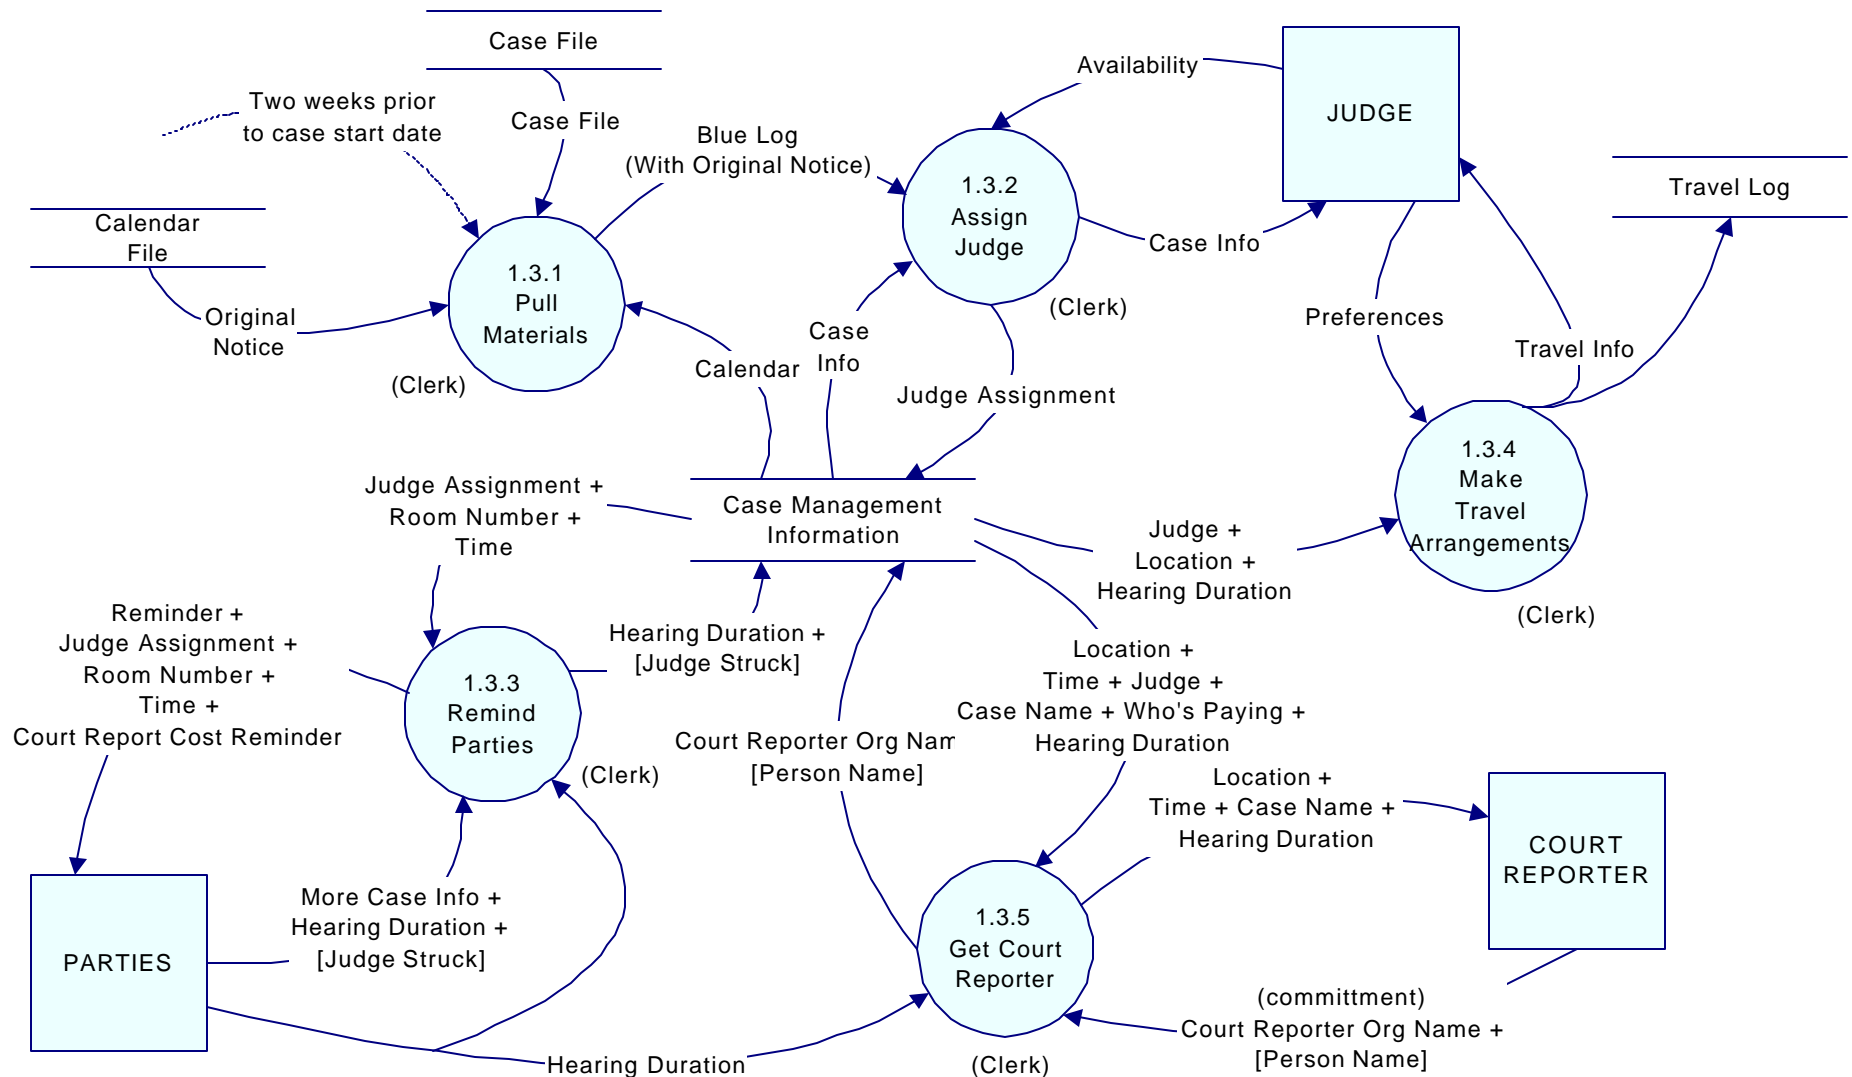 Case File
Two weeks prior
to case start date
Case File
Calendar
File
Original
Notice
1.3.1
Pull
Materials
(Clerk)
Blue Log
(With Original Notice)
Availability
JUDGE
1.3.2
Assign
Judge
(Clerk)
Case Info
Travel Log
Preferences
Travel Info
Calendar
Case
Info
Judge Assignment
1.3.4
Make
Travel
Arrangements
(Clerk)
Case Management
Information
Judge Assignment +
Room Number +
Time
Judge +
Location +
Hearing Duration
Reminder +
Judge Assignment +
Room Number +
Time +
Court Report Cost Reminder
1.3.3
Remind
Parties
(Clerk)
Hearing Duration +
[Judge Struck]
Court Reporter Org Nam
[Person Name]
Location +
Time + Judge +
Case Name + Who's Paying +
Hearing Duration
Location +
Time + Case Name +
Hearing Duration
COURT
REPORTER
PARTIES
More Case Info +
Hearing Duration +
[Judge Struck]
1.3.5
Get Court
Reporter
(Clerk)
Hearing Duration
(committment)
Court Reporter Org Name +
[Person Name]